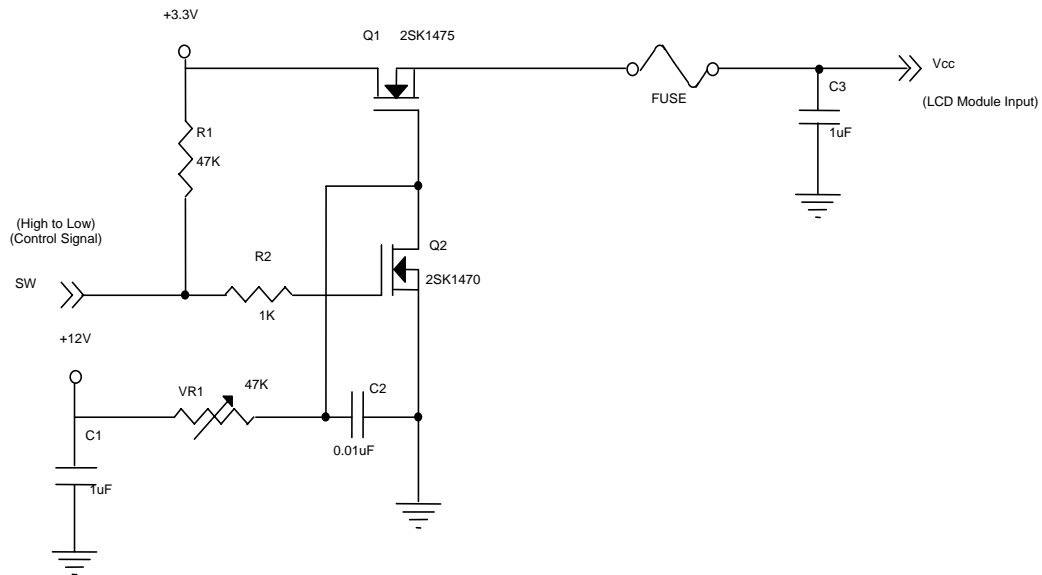 +3.3V
Q1 2SK1475
FUSE
Vcc
(LCD Module Input)
C3
1uF
R1
47K
(High to Low)
(Control Signal)
SW
R2
1K
Q2
2SK1470
+12V
VR1
47K
C2
0.01uF
C1
1uF